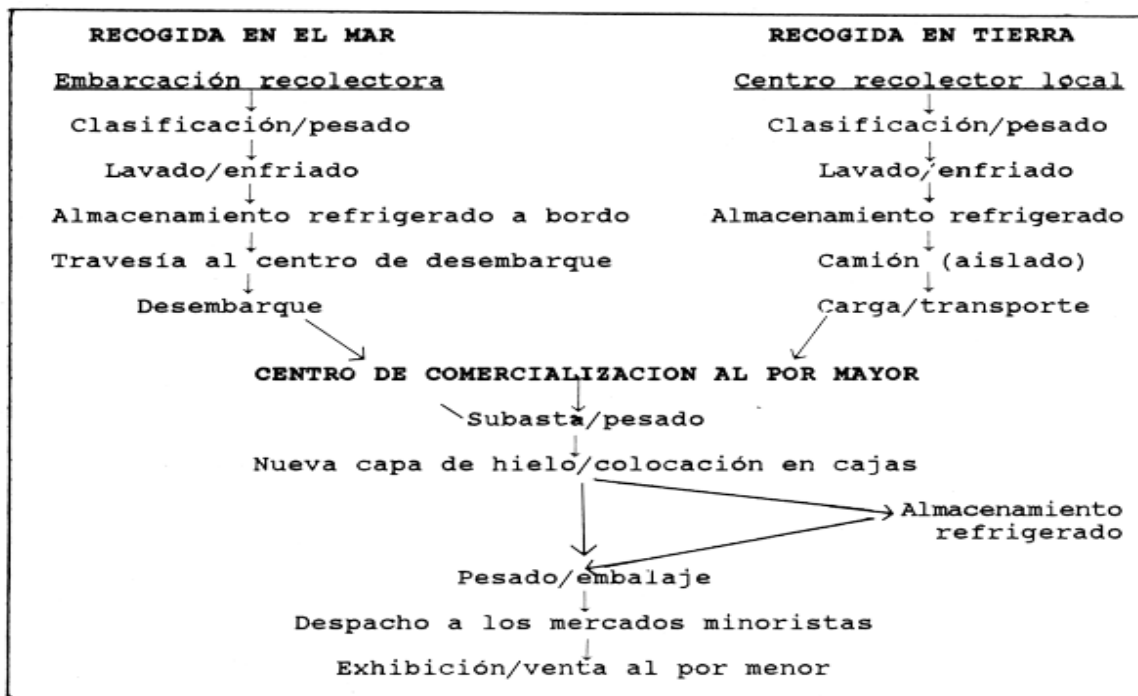 RECOGIDA EN EL MAR
Embarcación recolectora
Clasificación/pesado
Lavado/enfriado
Almacenamiento refrigerado a bordo
Travesía al centro de desembarque
Desembarque
RECOGIDA EN TIERRA
Centro recolector local
Clasificación/pesado
Lavado/enfriado
Almacenamiento refrigerado
Camión (aislado)
Carga/transporte
CENTRO DE COMERCIALIZACION AL POR MAYOR
Subasta/pesado
Nueva capa de hielo/colocación en cajas
Almacenamiento
refrigerado
Pesado/embalaje
Despacho a los mercados minoristas
Exhibición/venta al por menor